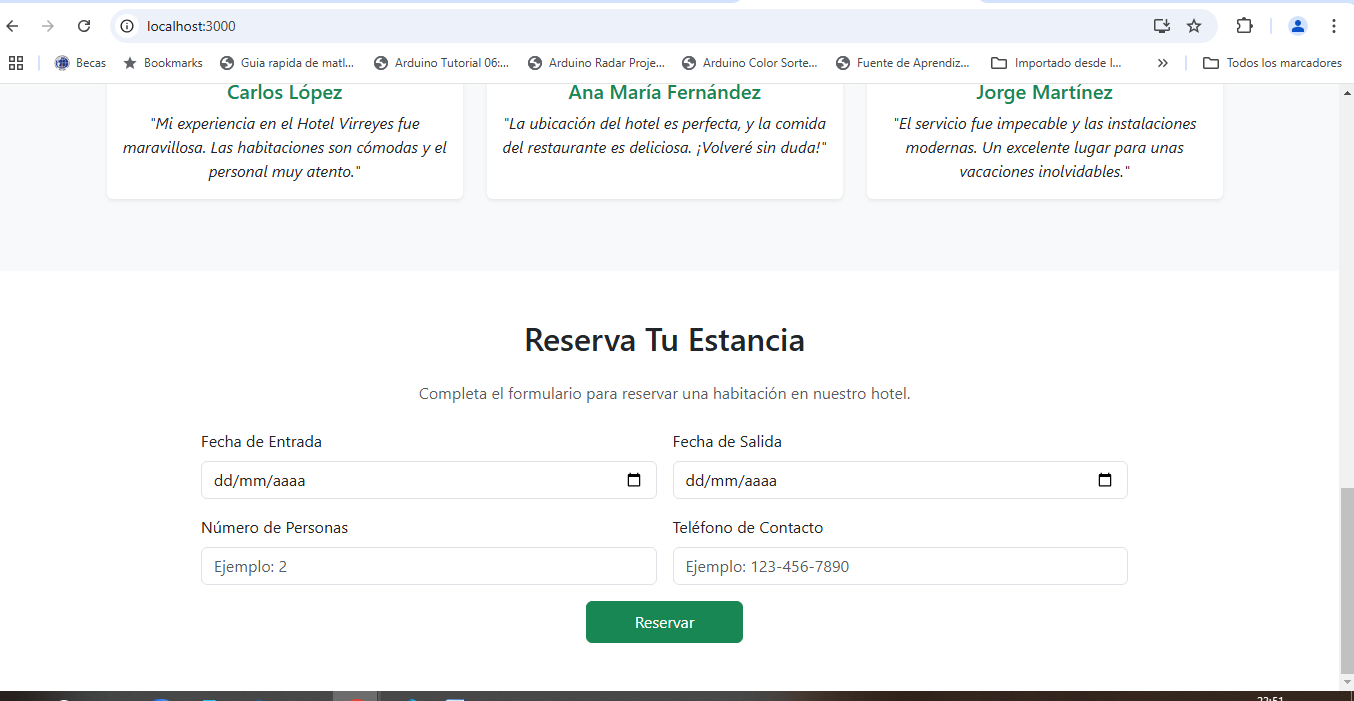 localhost:3000
Becas
Bookmarks
Guia rapida de matl...
Arduino Tutorial 06:...
Arduino Radar Proje...
Arduino Color Sorte...
Fuente de Aprendiz...
Importado desde I...
Todos los marcadores
Carlos López
"Mi experiencia en el Hotel Virreyes fue
maravillosa. Las habitaciones son cómodas y el
personal muy atento."
Ana María Fernández
"La ubicación del hotel es perfecta, y la comida
del restaurante es deliciosa. ¡Volveré sin duda!"
Jorge Martínez
"El servicio fue impecable y las instalaciones
modernas. Un excelente lugar para unas
vacaciones inolvidables."
Reserva Tu Estancia
Completa el formulario para reservar una habitación en nuestro hotel.
Fecha de Entrada
Fecha de Salida
dd/mm/aaaa
dd/mm/aaaa
Número de Personas
Teléfono de Contacto
Ejemplo: 2
Ejemplo: 123-456-7890
Reservar